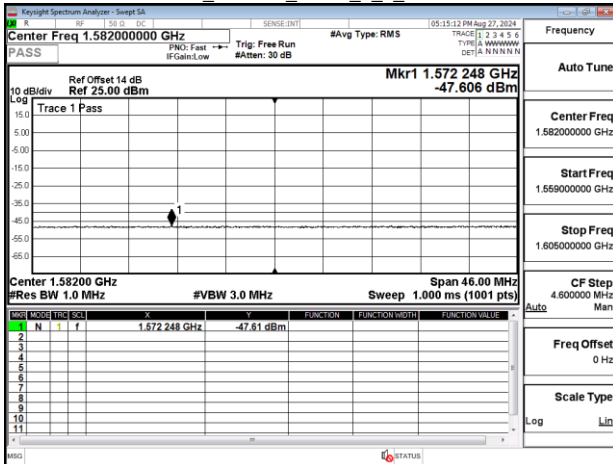 Keysight Spectrum Analyzer - Swept SA
R RF 50 Ω DC SENSE:INT 05:15:12 PM Aug 27, 2024
Center Freq 1.582000000 GHz #Avg Type: RMS TRACE 1 2 3 4 5 6
PASS PNO: Fast Trig: Free Run TYPE A WWWWW
IFGain:Low #Atten: 30 dB DET A N N N N N
Mkr1 1.572 248 GHz
Ref Offset 14 dB
10 dB/div Ref 25.00 dBm -47.606 dBm
Log
Trace 1 Pass
15.0
5.00
-5.00
-15.0
-25.0
-35.0
1
-45.0
-55.0
-65.0
Center 1.58200 GHz Span 46.00 MHz
#Res BW 1.0 MHz #VBW 3.0 MHz Sweep 1.000 ms (1001 pts)
MKR MODE TRC SCL X Y FUNCTION FUNCTION WIDTH FUNCTION VALUE
1 N 1 f 1.572 248 GHz -47.61 dBm
2
3
4
5
6
7
8
9
10
11
MSG STATUS
Frequency
Auto Tune
Center Freq
1.582000000 GHz
Start Freq
1.559000000 GHz
Stop Freq
1.605000000 GHz
CF Step
4.600000 MHz
Auto Man
Freq Offset
0 Hz
Scale Type
Log Lin